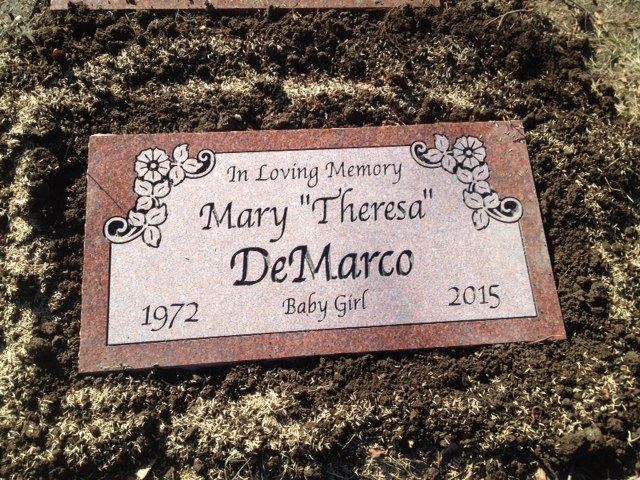 In Loving Memory
Mary "Theresa"
DeMarco
Baby Girl
1972 2015